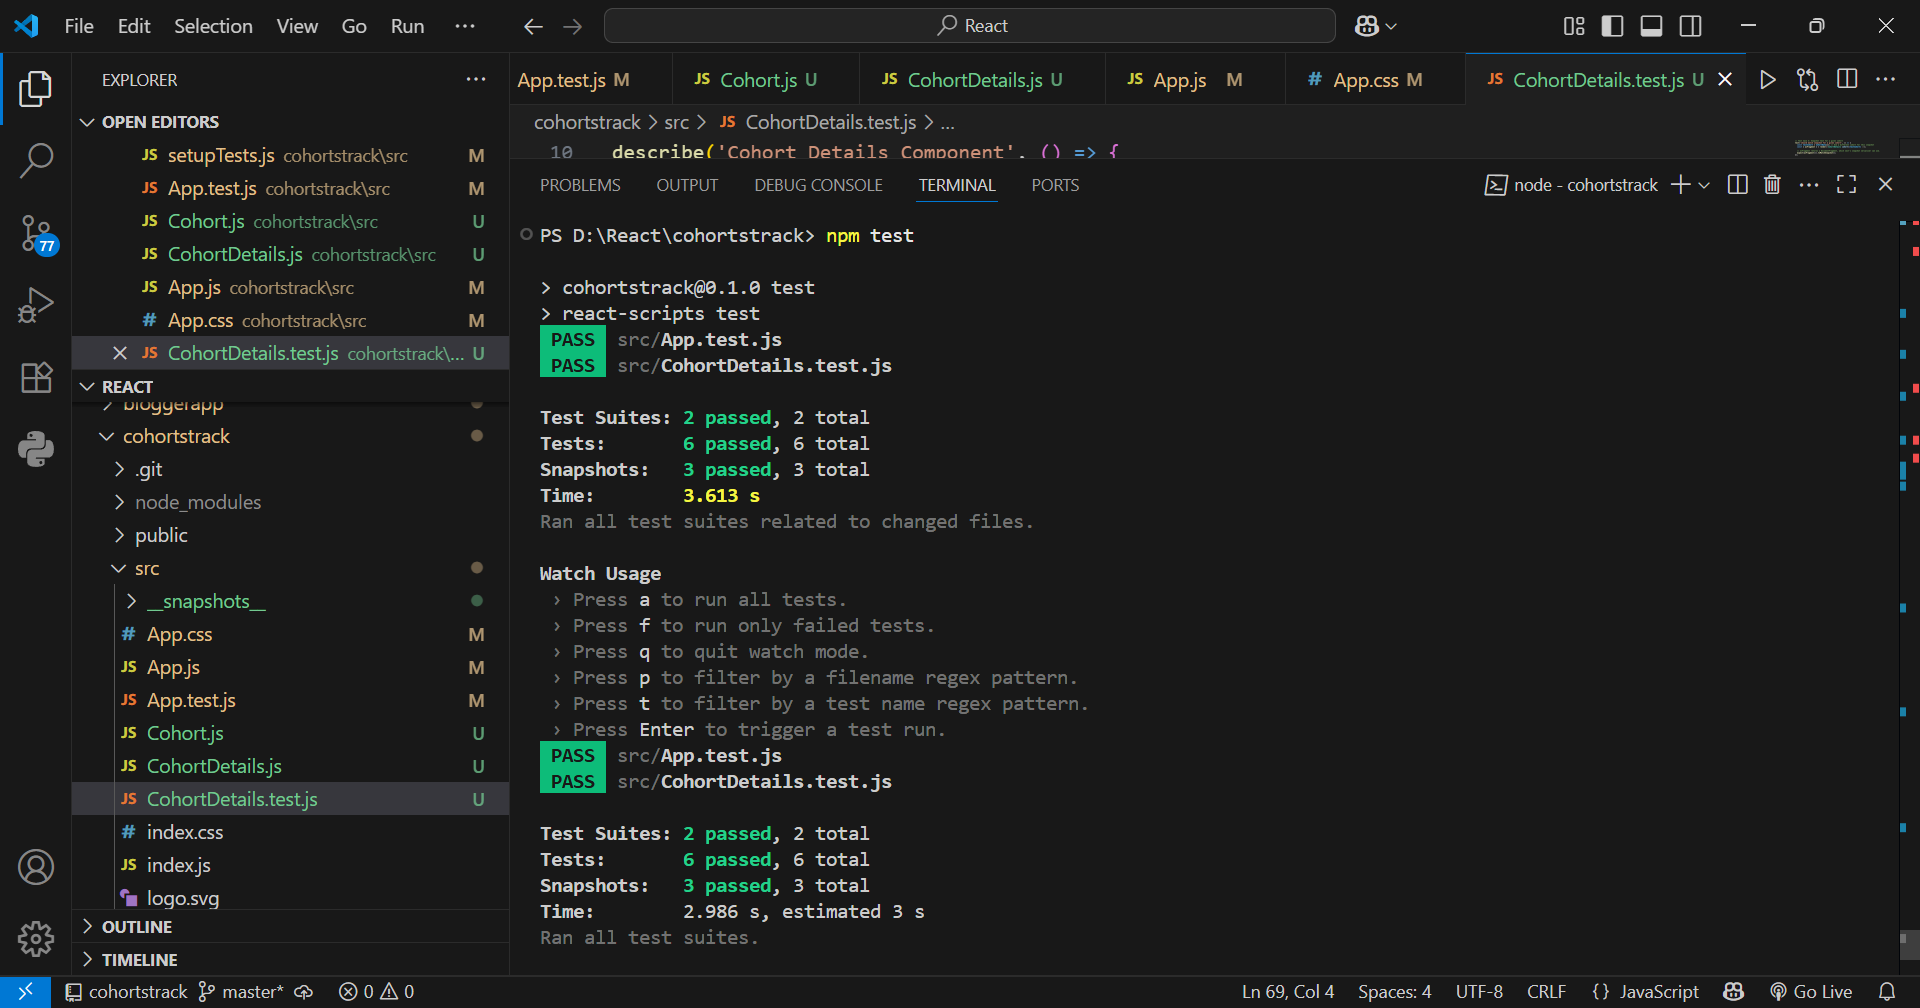 File Edit Selection View Go Run ···
React
EXPLORER ···
OPEN EDITORS
JS setupTests.js cohortstrack\src M
JS App.test.js cohortstrack\src M
JS Cohort.js cohortstrack\src U
JS CohortDetails.js cohortstrack\src U
JS App.js cohortstrack\src M
# App.css cohortstrack\src M
JS CohortDetails.test.js cohortstrack\... U
REACT
bloggerapp
cohortstrack
.git
node_modules
public
src
__snapshots__
# App.css M
JS App.js M
JS App.test.js M
JS Cohort.js U
JS CohortDetails.js U
JS CohortDetails.test.js U
# index.css
JS index.js
logo.svg
OUTLINE
TIMELINE
77
App.test.js M JS Cohort.js U JS CohortDetails.js U JS App.js M # App.css M JS CohortDetails.test.js U
cohortstrack > src > JS CohortDetails.test.js > ...
10 describe('Cohort Details Component', () => {
PROBLEMS OUTPUT DEBUG CONSOLE TERMINAL PORTS
node - cohortstrack
PS D:\React\cohortstrack> npm test
> cohortstrack@0.1.0 test
> react-scripts test
PASS src/App.test.js
PASS src/CohortDetails.test.js
Test Suites: 2 passed, 2 total
Tests: 6 passed, 6 total
Snapshots: 3 passed, 3 total
Time: 3.613 s
Ran all test suites related to changed files.
Watch Usage
› Press a to run all tests.
› Press f to run only failed tests.
› Press q to quit watch mode.
› Press p to filter by a filename regex pattern.
› Press t to filter by a test name regex pattern.
› Press Enter to trigger a test run.
PASS src/App.test.js
PASS src/CohortDetails.test.js
Test Suites: 2 passed, 2 total
Tests: 6 passed, 6 total
Snapshots: 3 passed, 3 total
Time: 2.986 s, estimated 3 s
Ran all test suites.
cohortstrack master* 0 0 Ln 69, Col 4 Spaces: 4 UTF-8 CRLF {} JavaScript Go Live